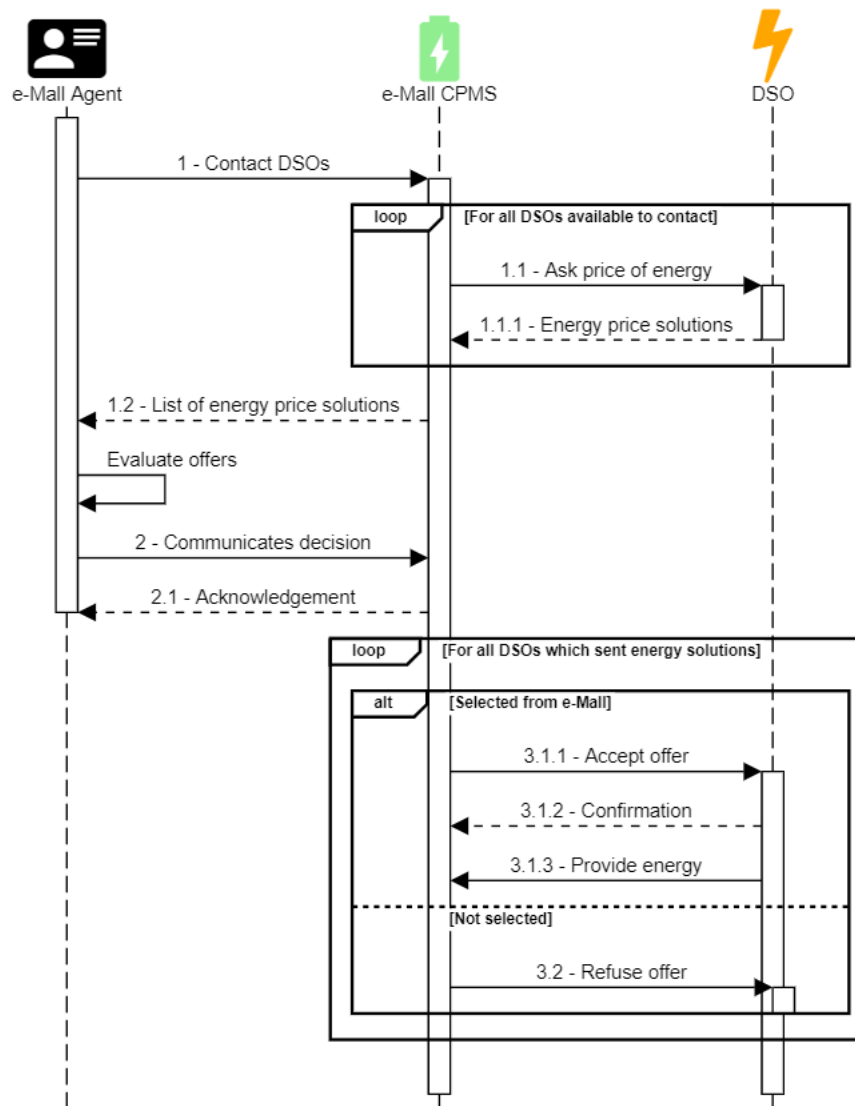 e-Mall Agent
e-Mall CPMS
DSO
1 - Contact DSOs
loop
[For all DSOs available to contact]
1.1 - Ask price of energy
1.1.1 - Energy price solutions
1.2 - List of energy price solutions
Evaluate offers
2 - Communicates decision
2.1 - Acknowledgement
loop
[For all DSOs which sent energy solutions]
alt
[Selected from e-Mall]
3.1.1 - Accept offer
3.1.2 - Confirmation
3.1.3 - Provide energy
[Not selected]
3.2 - Refuse offer